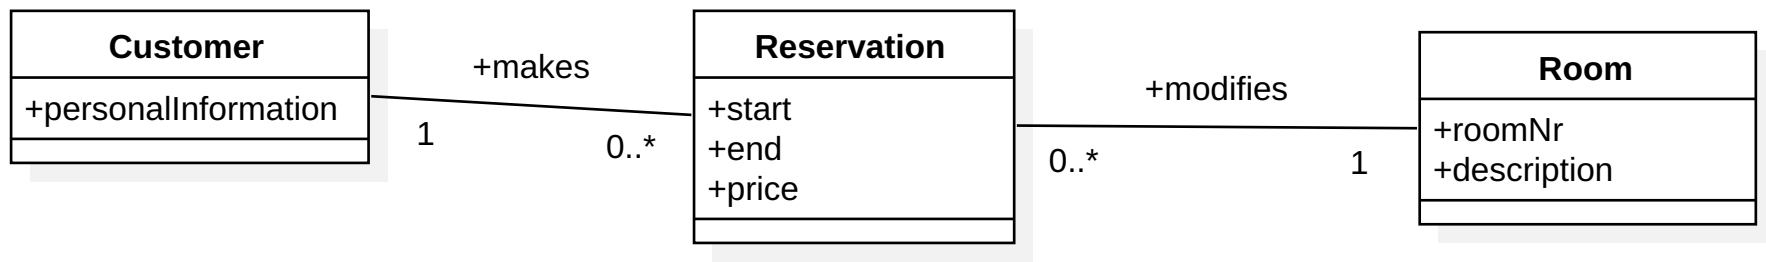 Customer
+personalInformation
+makes
1
0..*
Reservation
+start
+end
+price
+modifies
0..*
1
Room
+roomNr
+description